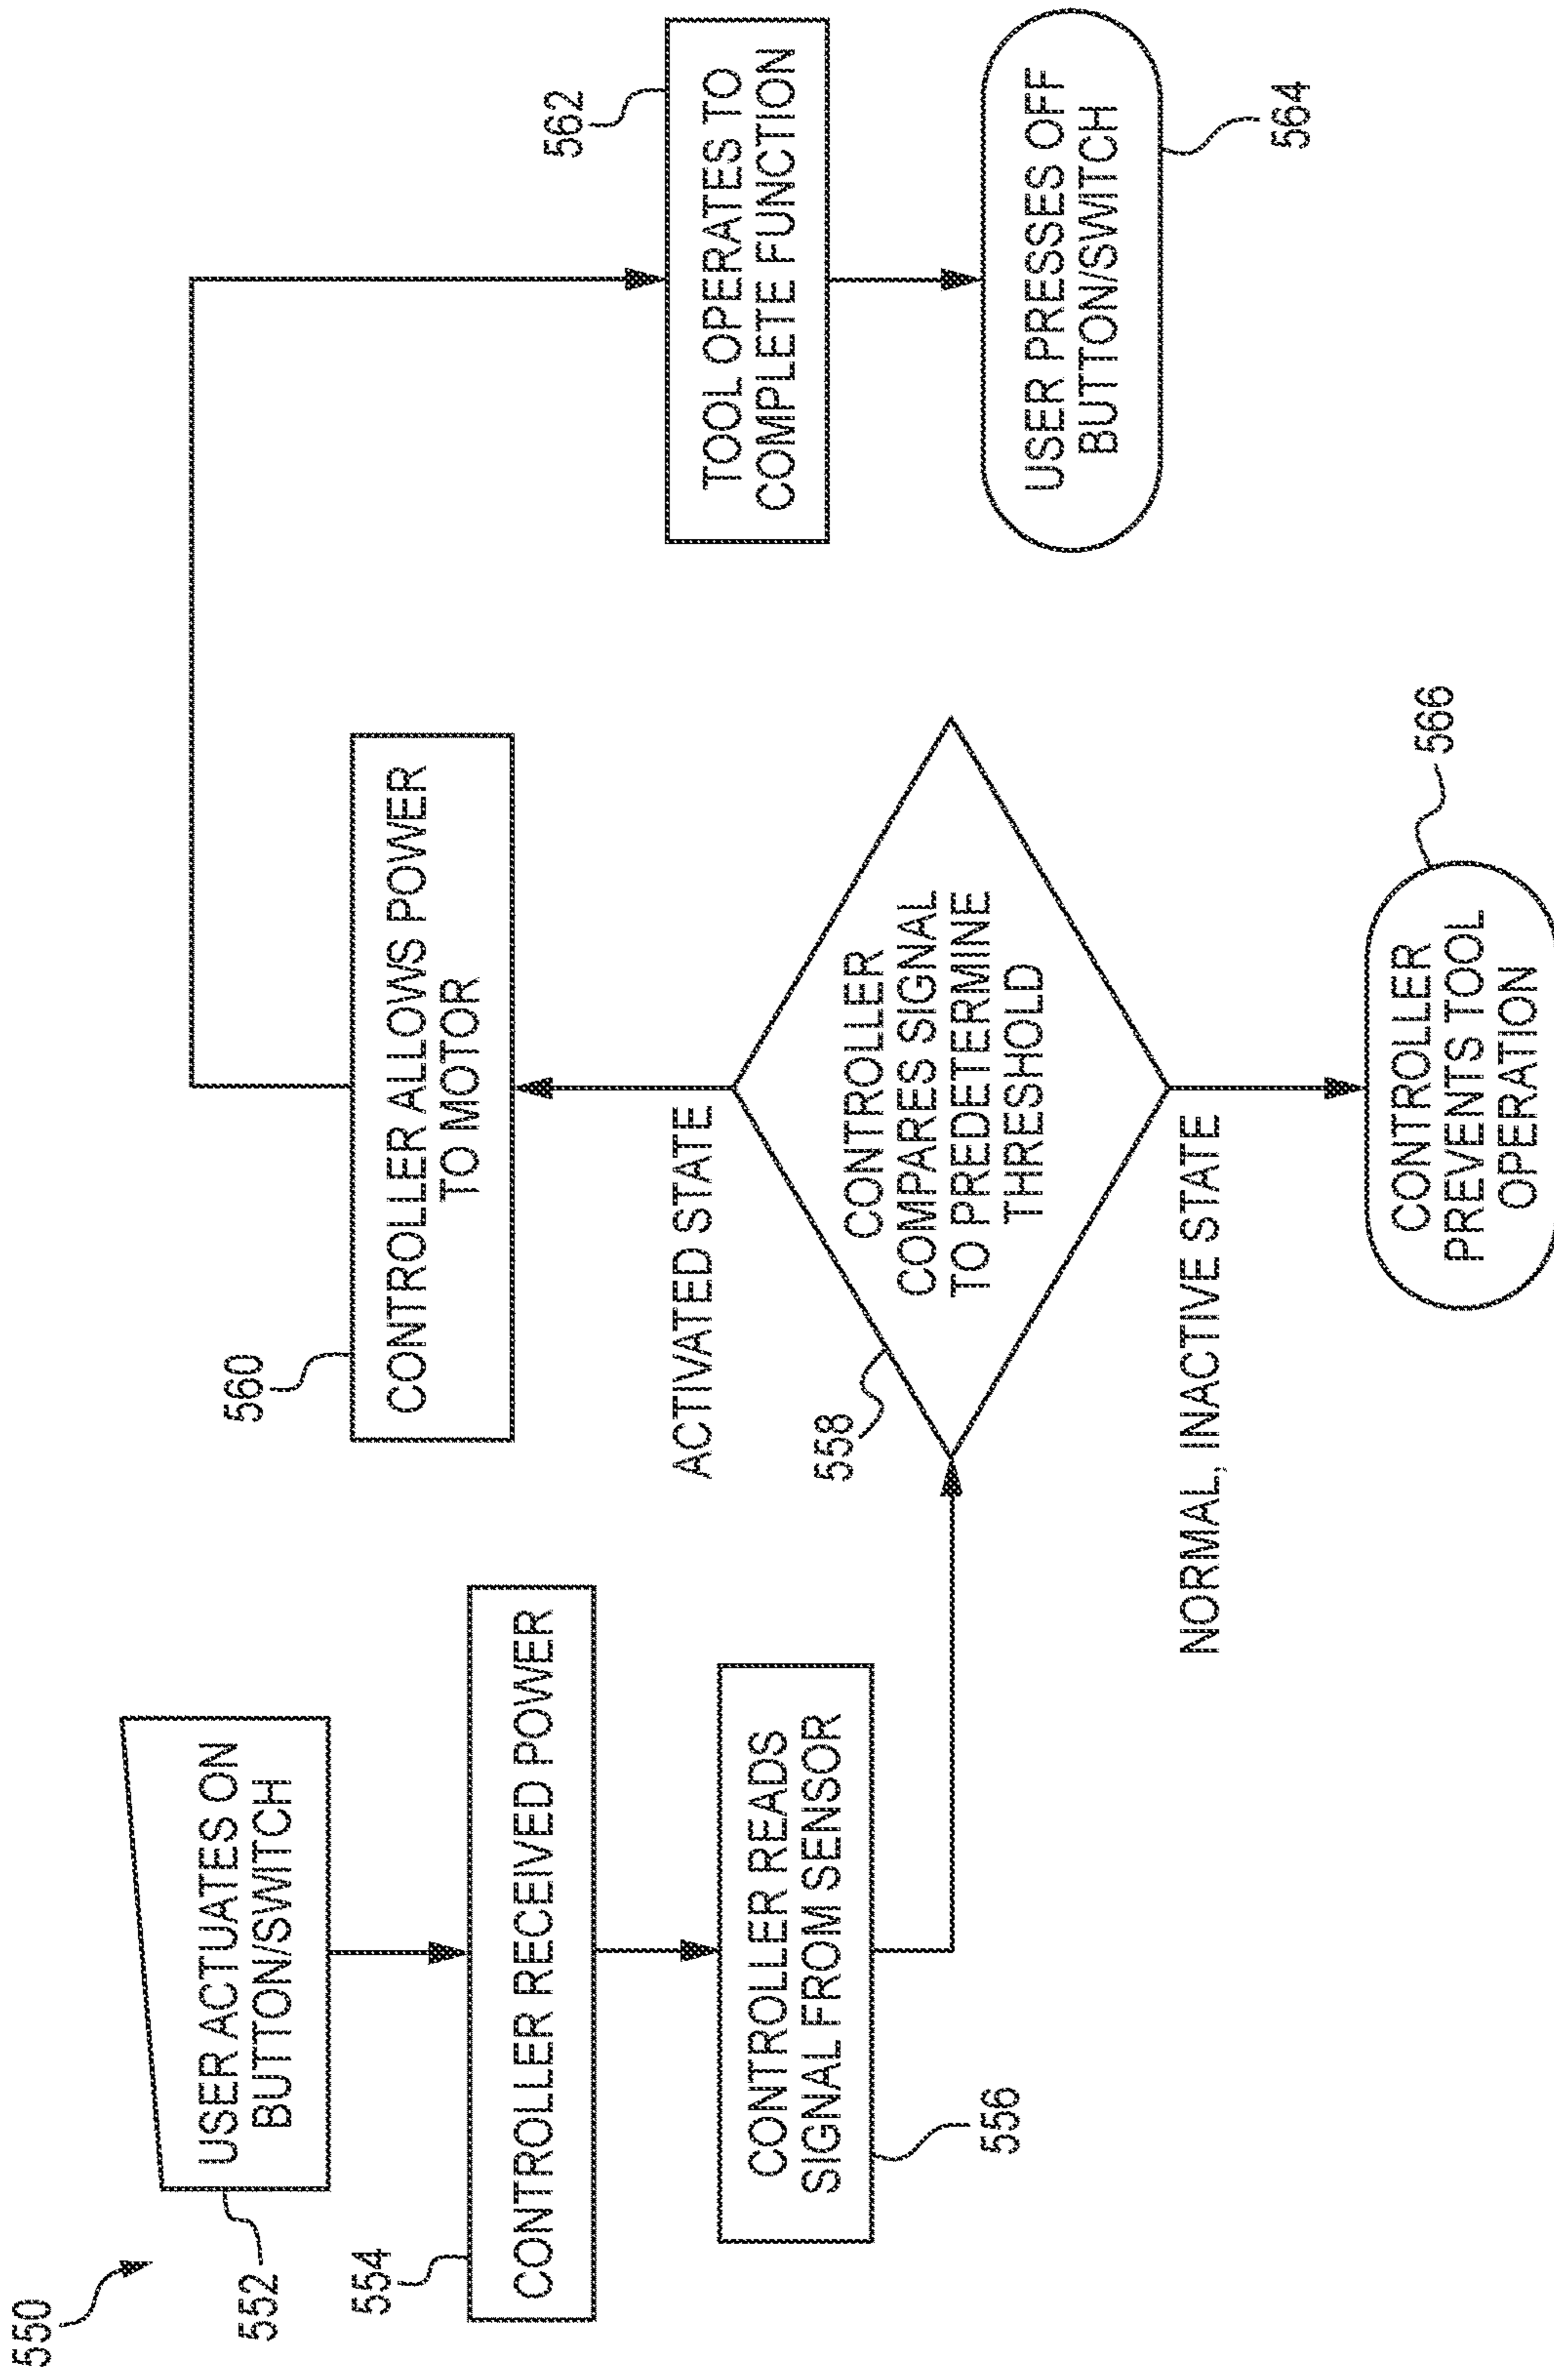 550
552
USER ACTUATES ON
BUTTON/SWITCH
554
CONTROLLER RECEIVED POWER
CONTROLLER READS
SIGNAL FROM SENSOR
556
558
CONTROLLER
COMPARES SIGNAL
TO PREDETERMINE
THRESHOLD
ACTIVATED STATE
NORMAL, INACTIVE STATE
560
CONTROLLER ALLOWS POWER
TO MOTOR
562
TOOL OPERATES TO
COMPLETE FUNCTION
USER PRESSES OFF
BUTTON/SWITCH
564
566
CONTROLLER
PREVENTS TOOL
OPERATION